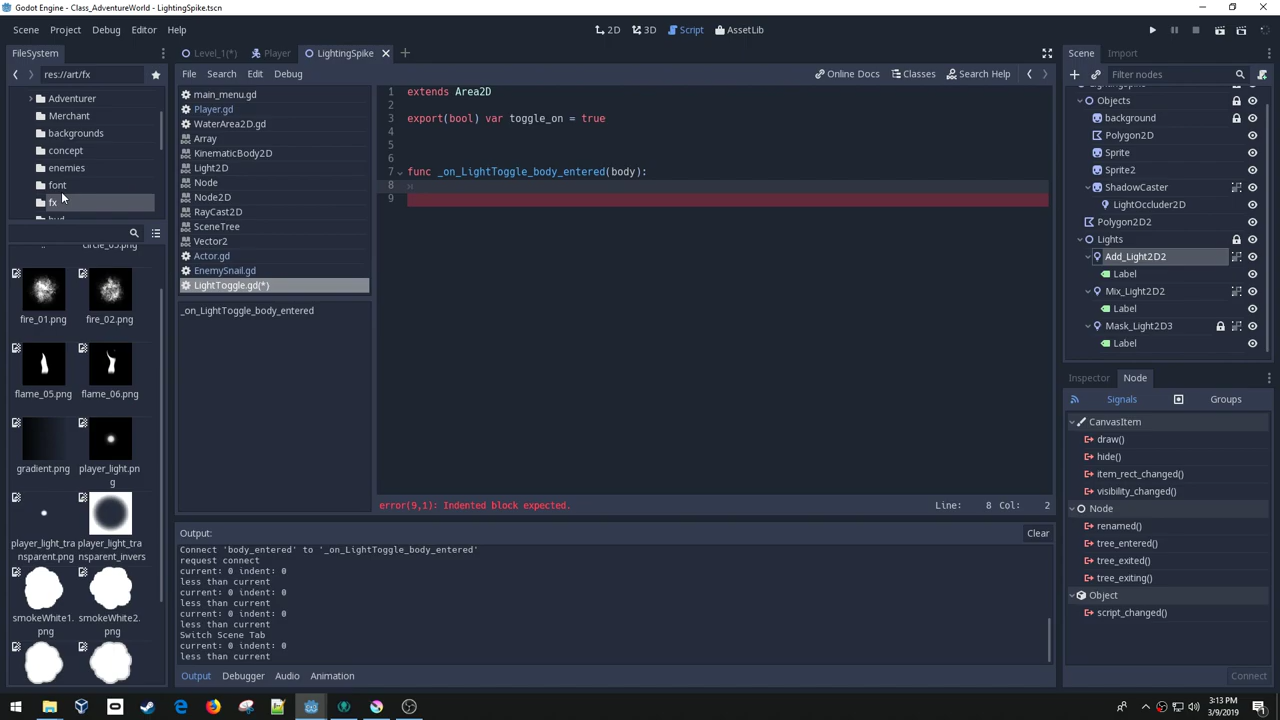 Godot Engine - Class_AdventureWorld - LightingSpike.tscn
Scene Project Debug Editor Help
2D 3D Script AssetLib
FileSystem
res://art/fx
Adventurer
Merchant
backgrounds
concept
enemies
font
fx
circle_05.png
fire_01.png fire_02.png
flame_05.png flame_06.png
gradient.png player_light.pn
g
player_light_tra player_light_tra
nsparent.png nsparent_invers
smokeWhite1. smokeWhite2.
png png
Level_1(*) Player LightingSpike
File Search Edit Debug
Online Docs Classes Search Help
main_menu.gd
Player.gd
WaterArea2D.gd
Array
KinematicBody2D
Light2D
Node
Node2D
RayCast2D
SceneTree
Vector2
Actor.gd
EnemySnail.gd
LightToggle.gd(*)
_on_LightToggle_body_entered
1 extends Area2D
2
3 export(bool) var toggle_on = true
4
5
6
7 func _on_LightToggle_body_entered(body):
8
9
error(9,1): Indented block expected.
Line: 8 Col: 2
Output:
Clear
Connect 'body_entered' to '_on_LightToggle_body_entered'
request connect
current: 0 indent: 0
less than current
current: 0 indent: 0
less than current
current: 0 indent: 0
less than current
Switch Scene Tab
current: 0 indent: 0
less than current
Output Debugger Audio Animation
Scene Import
Filter nodes
Objects
background
Polygon2D
Sprite
Sprite2
ShadowCaster
LightOccluder2D
Polygon2D2
Lights
Add_Light2D2
Label
Mix_Light2D2
Label
Mask_Light2D3
Label
Inspector Node
Signals Groups
CanvasItem
draw()
hide()
item_rect_changed()
visibility_changed()
Node
renamed()
tree_entered()
tree_exited()
tree_exiting()
Object
script_changed()
Connect
3:13 PM
3/9/2019